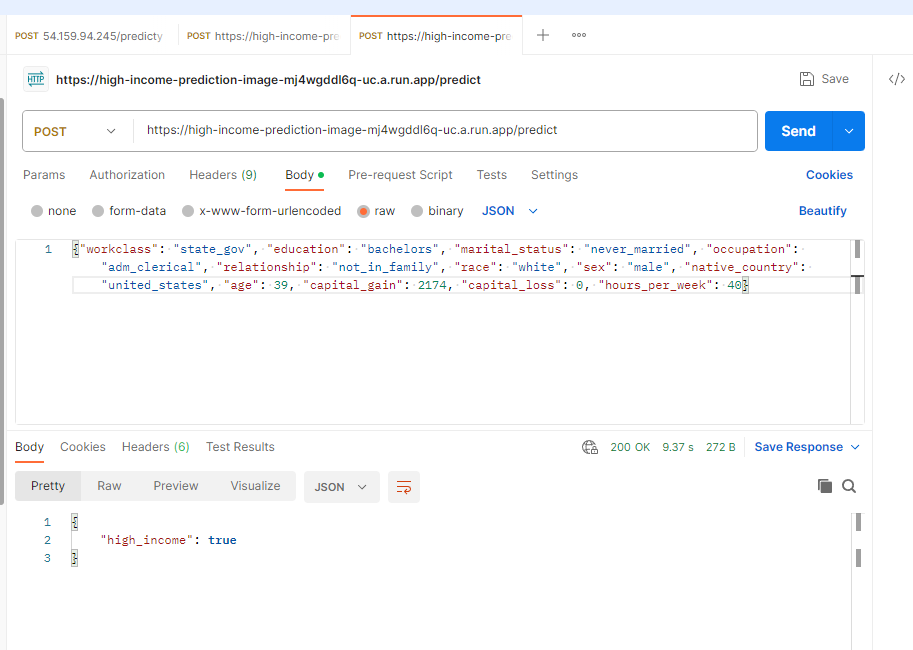 POST 54.159.94.245/predicty POST https://high-income-pre POST https://high-income-pre
HTTP https://high-income-prediction-image-mj4wgddl6q-uc.a.run.app/predict Save </>
POST https://high-income-prediction-image-mj4wgddl6q-uc.a.run.app/predict Send
Params Authorization Headers (9) Body Pre-request Script Tests Settings Cookies
none form-data x-www-form-urlencoded raw binary JSON Beautify
1 {"workclass": "state_gov", "education": "bachelors", "marital_status": "never_married", "occupation":
"adm_clerical", "relationship": "not_in_family", "race": "white", "sex": "male", "native_country":
"united_states", "age": 39, "capital_gain": 2174, "capital_loss": 0, "hours_per_week": 40}
Body Cookies Headers (6) Test Results 200 OK 9.37 s 272 B Save Response
Pretty Raw Preview Visualize JSON
1 {
2 "high_income": true
3 }